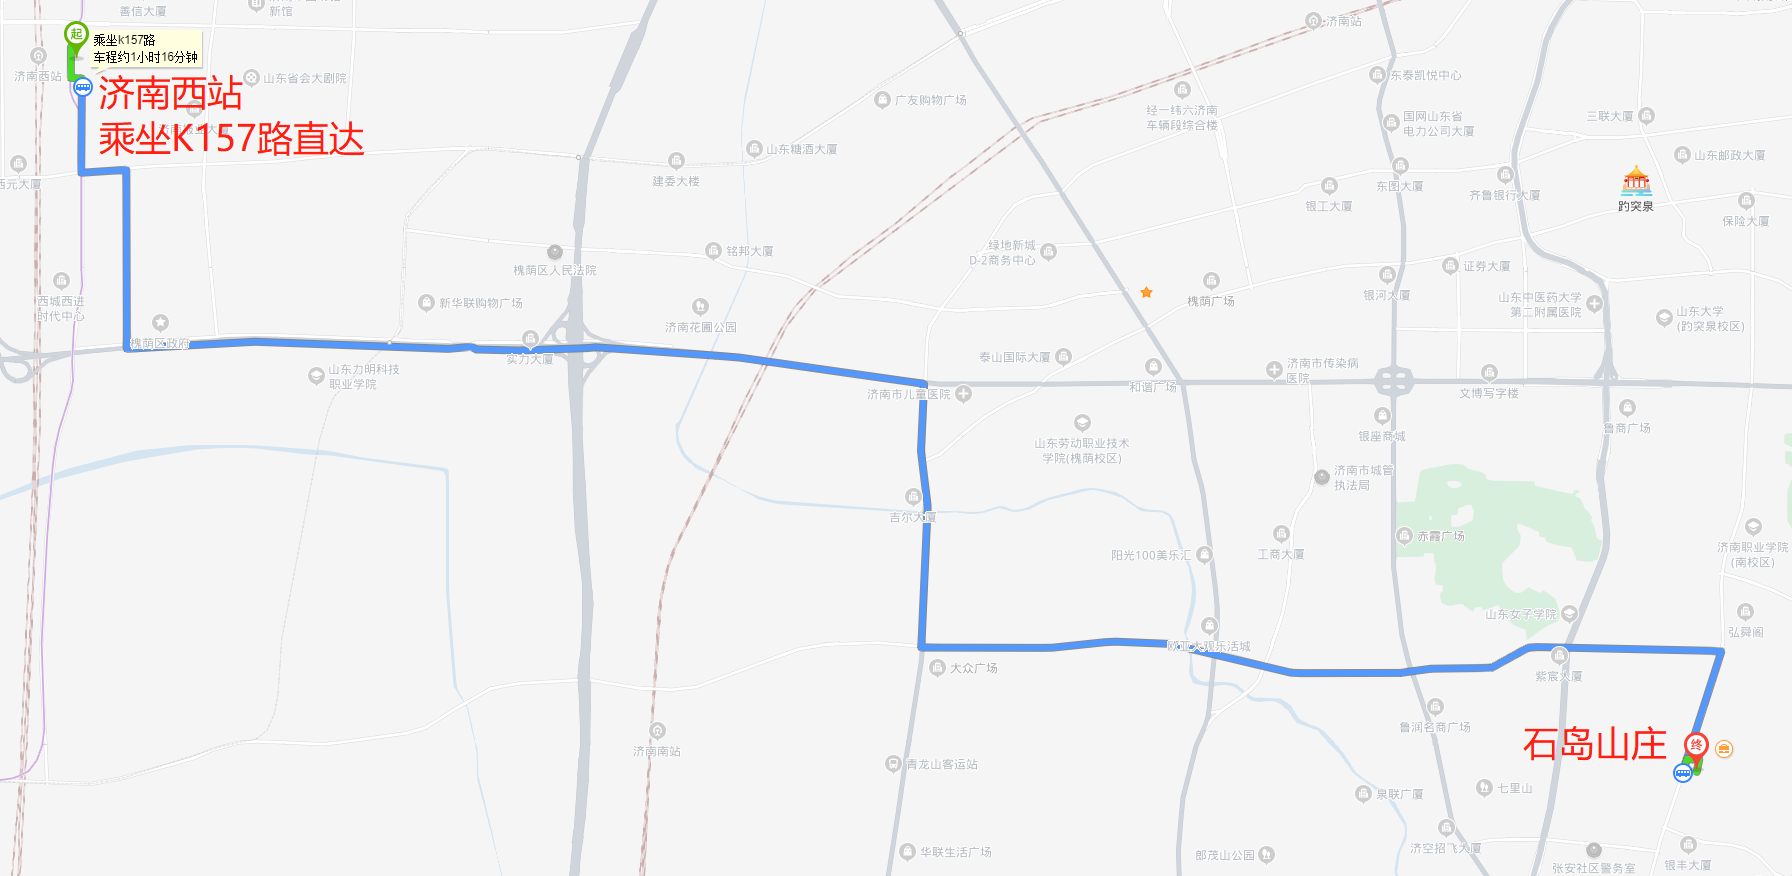 善信大厦
新馆
济南站
起
乘坐k157路
车程约1小时16分钟
济南西站
山东省会大剧院
东泰凯悦中心
济南西站
乘坐K157路直达
广友购物广场
经一纬六济南
车辆段综合楼
国网山东省
电力公司大厦
三联大厦
山东糖酒大厦
建委大楼
山东邮政大厦
西元大厦
东图大厦
齐鲁银行大厦
银工大厦
趵突泉
保险大厦
绿地新城
D-2商务中心
铭邦大厦
槐荫区人民法院
证券大厦
西城西进
时代中心
新华联购物广场
济南花圃公园
槐荫广场
银河大厦
山东中医药大学
第二附属医院
山东大学
(趵突泉校区)
槐荫区政府
实力大厦
泰山国际大厦
山东力明科技
职业学院
济南市儿童医院
和谐广场
济南市传染病
医院
文博写字楼
山东劳动职业技术
学院(槐荫校区)
银座商城
鲁商广场
济南市城管
执法局
吉尔大厦
阳光100美乐汇
工商大厦
赤霞广场
济南职业学院
(南校区)
山东女子学院
弘舜阁
欧亚大观乐活城
大众广场
紫宸大厦
济南南站
鲁润名商广场
石岛山庄
终
青龙山客运站
泉联广厦
七里山
华联生活广场
郎茂山公园
济空招飞大厦
张安社区警务室
银丰大厦